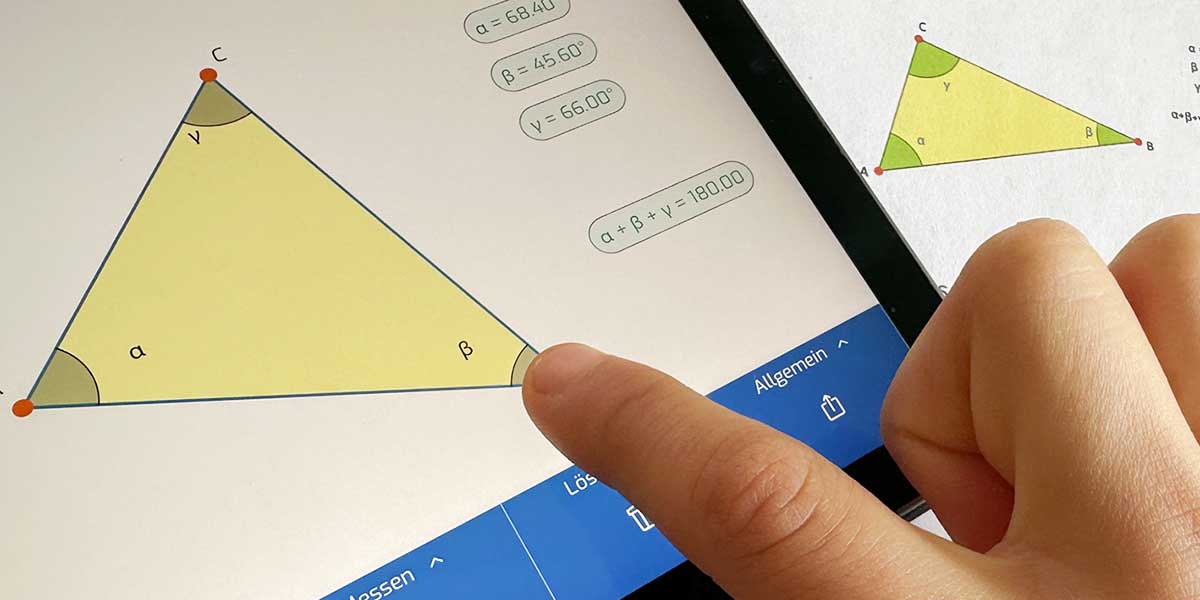 C
γ
α
β
α = 68.40
β = 45.60°
γ = 66.00°
α + β + γ = 180.00
Allgemein
C
γ
α
β
A
B
α
β
γ